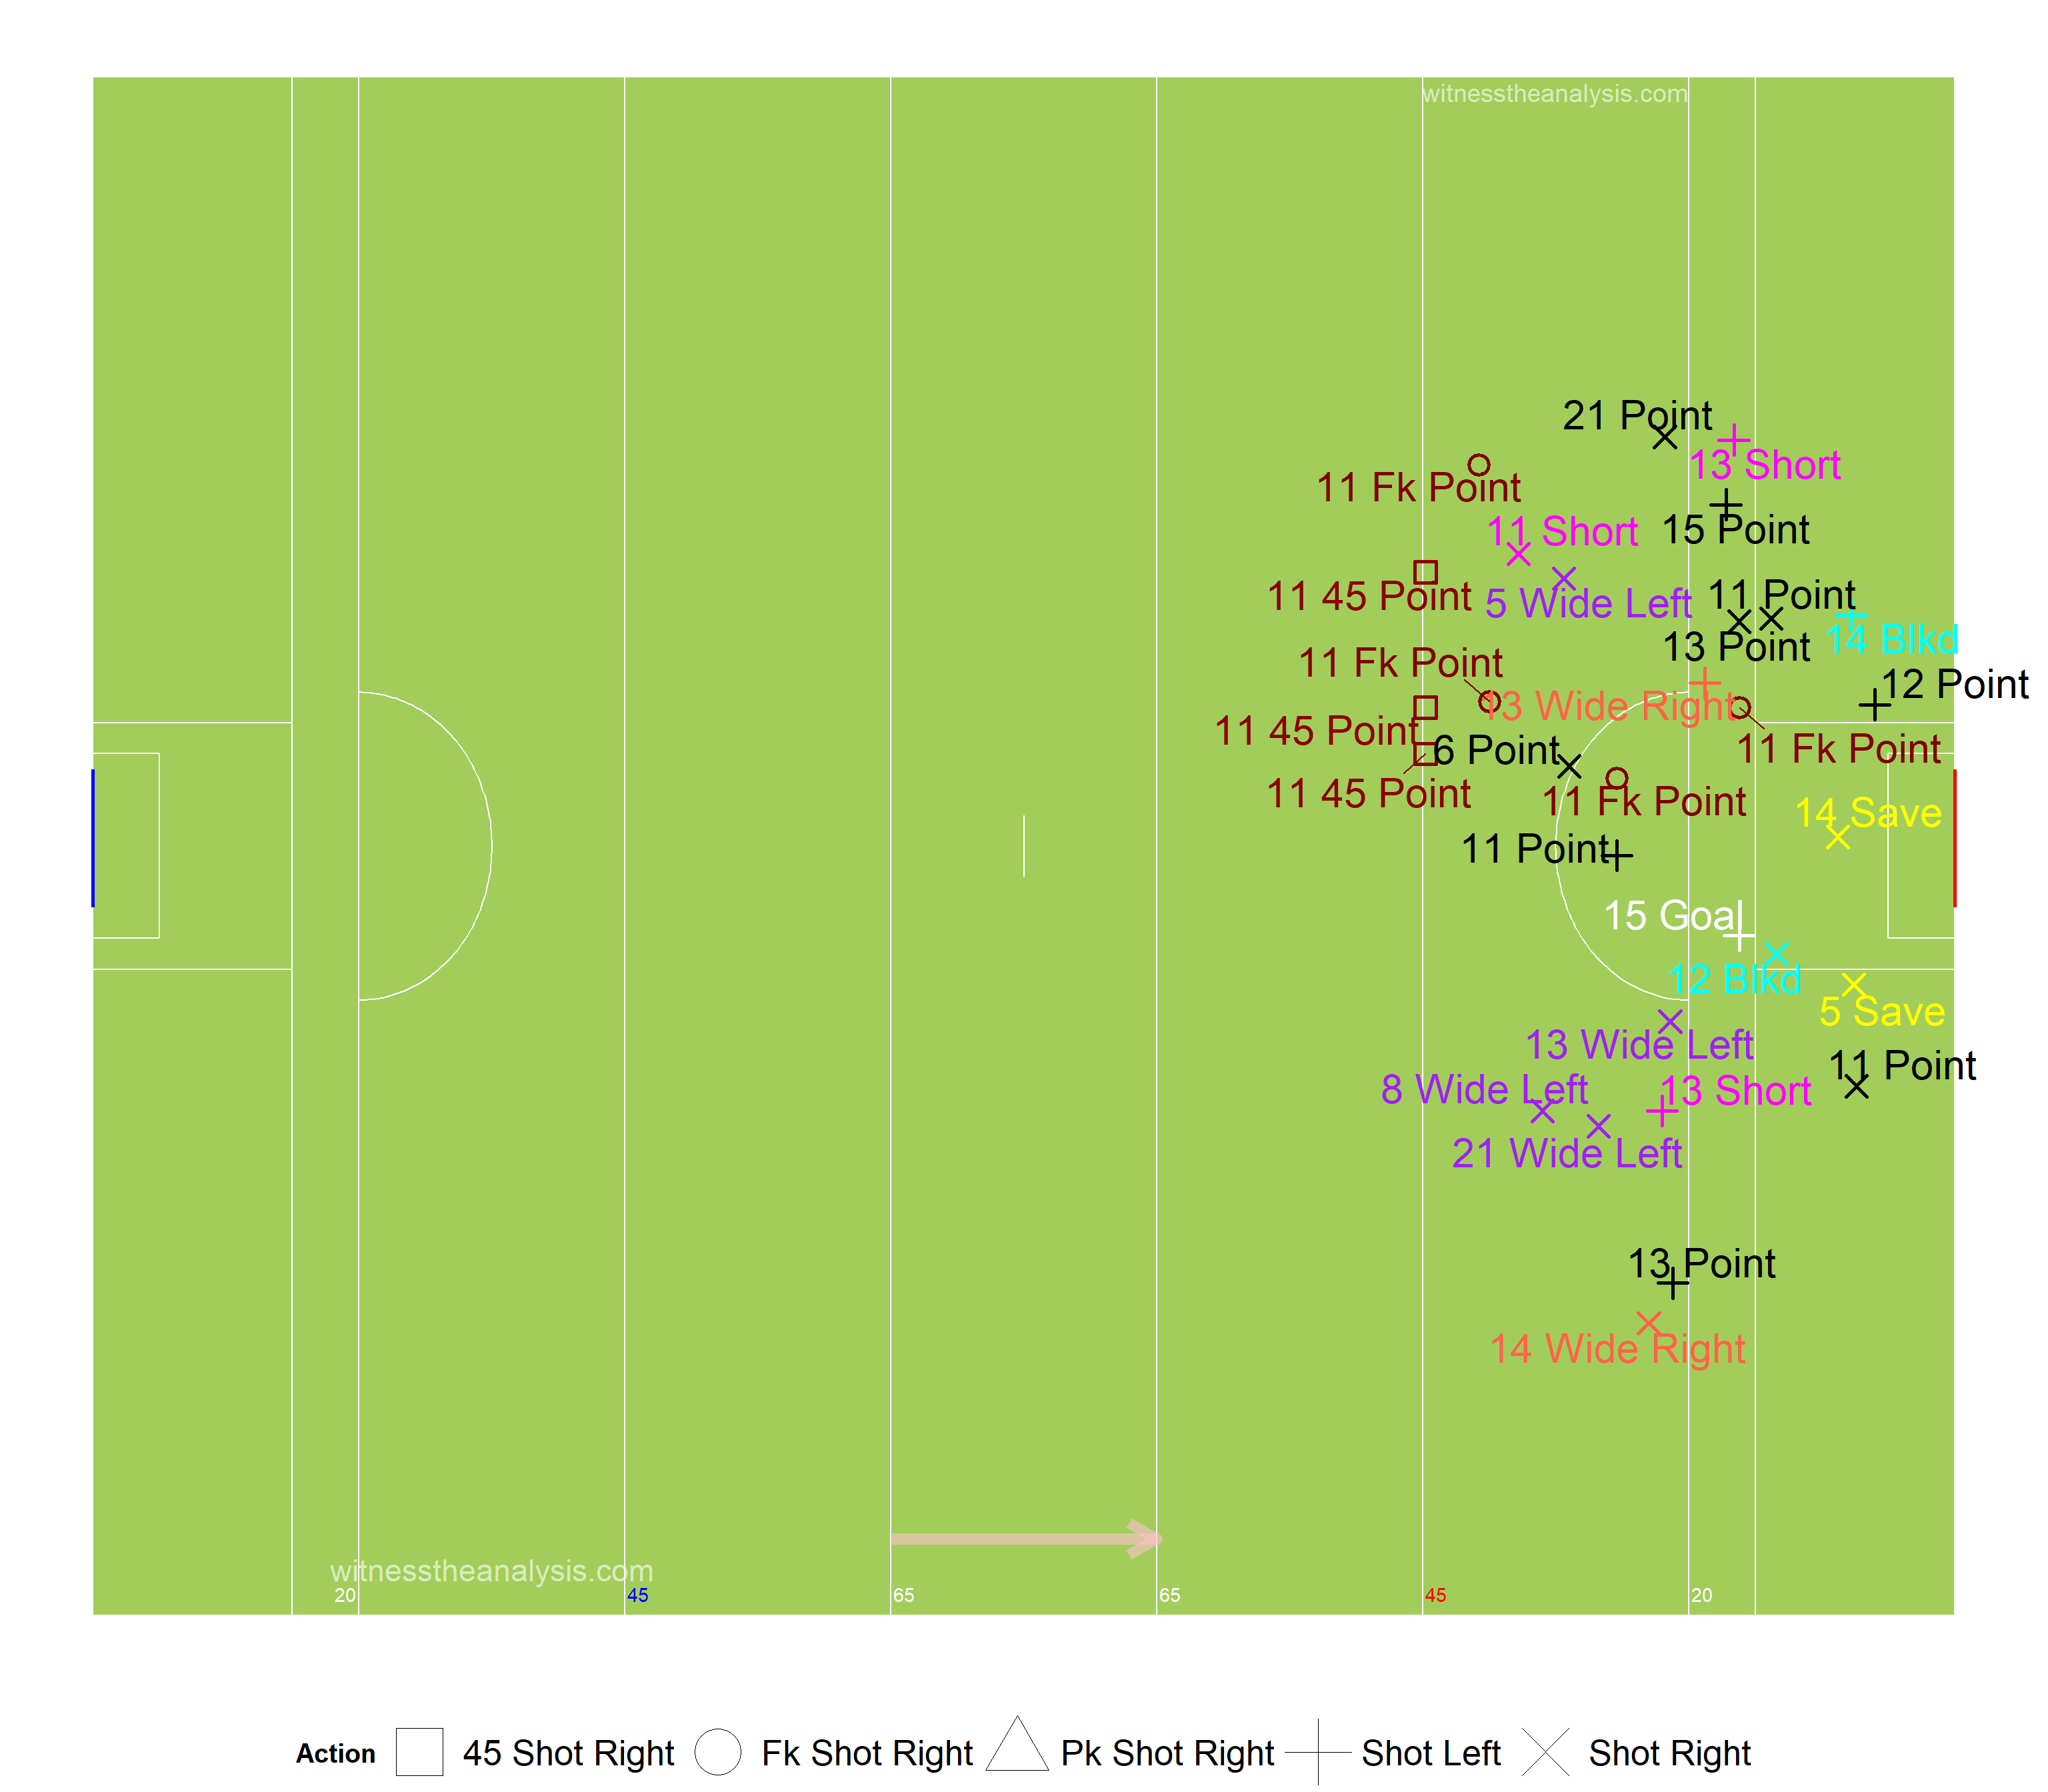 witnesstheanalysis.com
21 Point
13 Short
11 Fk Point
15 Point
11 Short
11 45 Point
5 Wide Left
11 Point
13 Point
14 Blkd
11 Fk Point
12 Point
13 Wide Right
11 45 Point
6 Point
11 Fk Point
11 45 Point
11 Fk Point
14 Save
11 Point
15 Goal
12 Blkd
5 Save
13 Wide Left
11 Point
8 Wide Left
13 Short
21 Wide Left
13 Point
14 Wide Right
witnesstheanalysis.com
20 45 65 65 45 20
Action 45 Shot Right Fk Shot Right Pk Shot Right Shot Left Shot Right